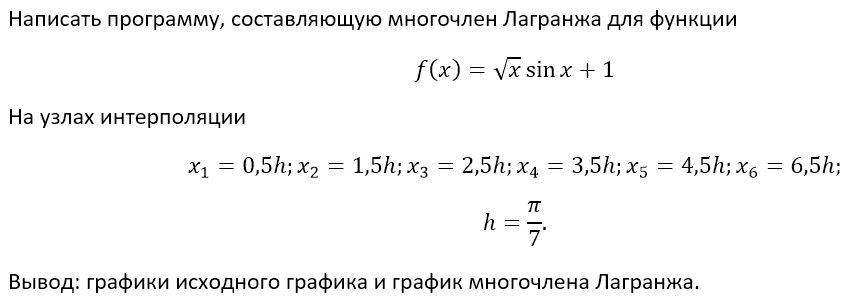 Написать программу, составляющую многочлен Лагранжа для функции
f(x) = √x sin x + 1
На узлах интерполяции
x₁ = 0,5h; x₂ = 1,5h; x₃ = 2,5h; x₄ = 3,5h; x₅ = 4,5h; x₆ = 6,5h;
h = π/7.
Вывод: графики исходного графика и график многочлена Лагранжа.